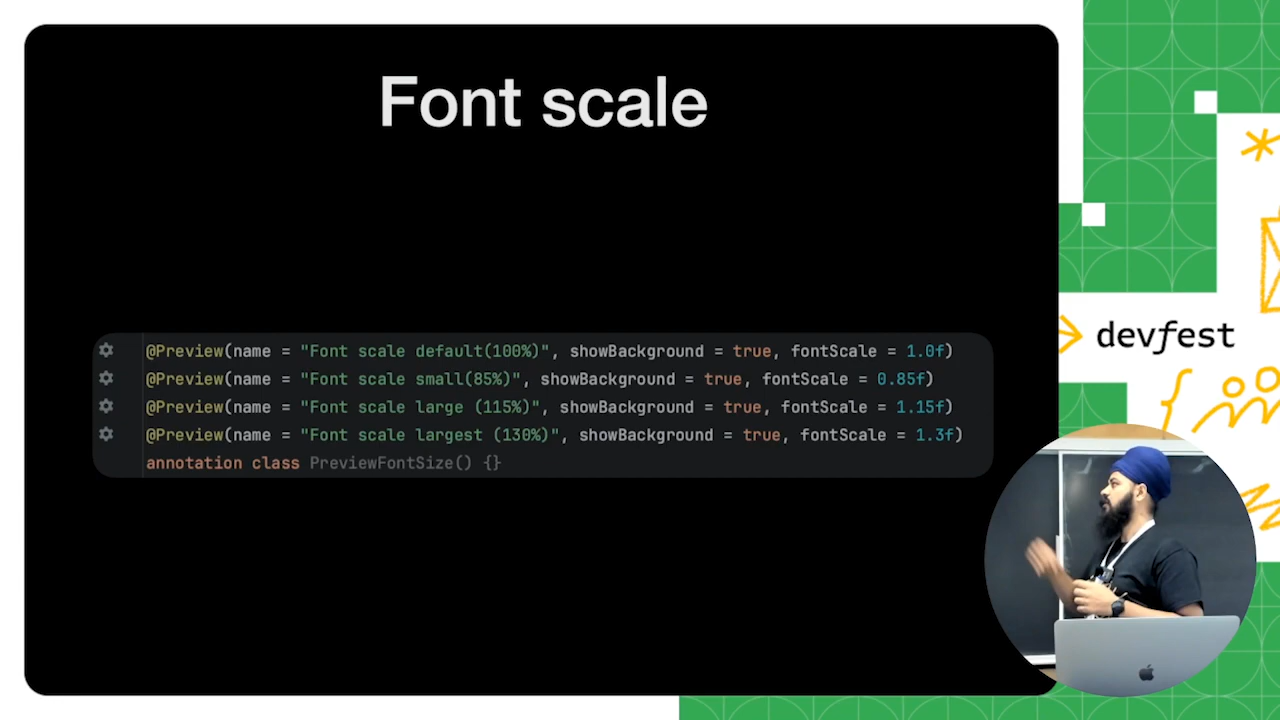 Font scale
@Preview(name = "Font scale default(100%)", showBackground = true, fontScale = 1.0f)
@Preview(name = "Font scale small(85%)", showBackground = true, fontScale = 0.85f)
@Preview(name = "Font scale large (115%)", showBackground = true, fontScale = 1.15f)
@Preview(name = "Font scale largest (130%)", showBackground = true, fontScale = 1.3f)
annotation class PreviewFontSize() {}
devfest